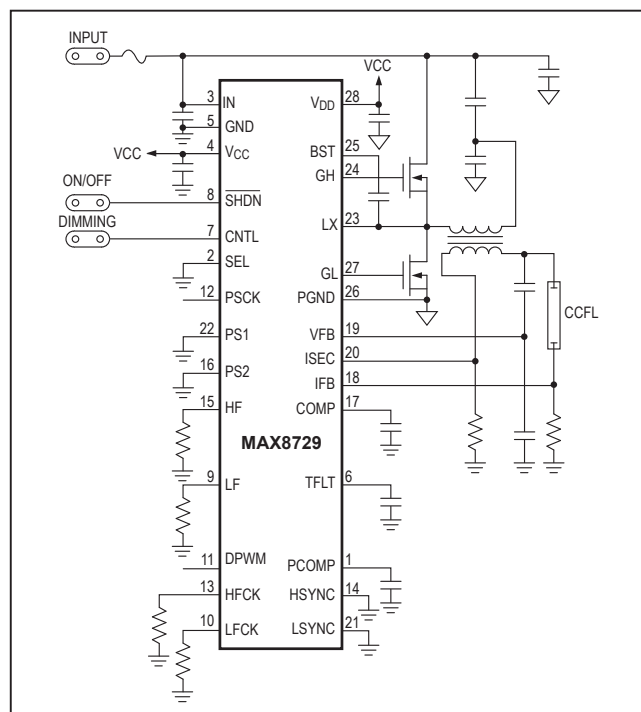 INPUT
VCC
3 IN
VDD 28
5 GND
4 VCC
VCC
BST 25
GH 24
ON/OFF
8 SHDN
DIMMING
7 CNTL
LX 23
2 SEL
GL 27
12 PSCK
PGND 26
CCFL
22 PS1
VFB 19
ISEC 20
16 PS2
IFB 18
15 HF
COMP 17
MAX8729
9 LF
TFLT 6
11 DPWM
PCOMP 1
13 HFCK
HSYNC 14
10 LFCK
LSYNC 21